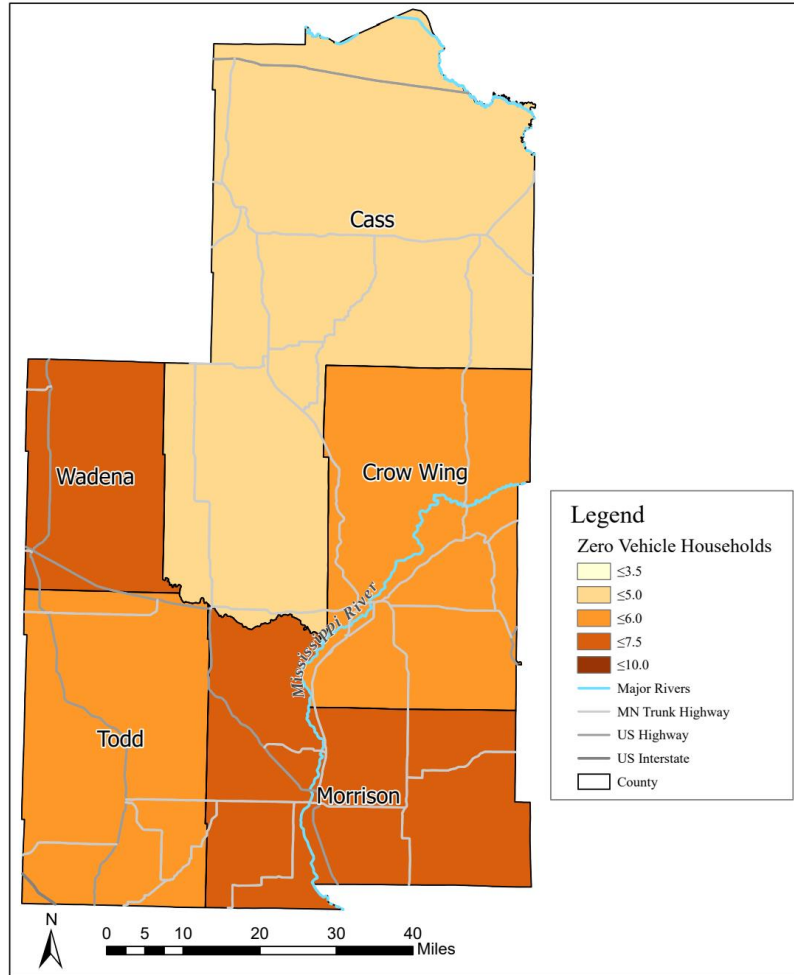 Cass
Wadena
Crow Wing
Mississippi River
Todd
Morrison
Legend
Zero Vehicle Households
≤3.5
≤5.0
≤6.0
≤7.5
≤10.0
Major Rivers
MN Trunk Highway
US Highway
US Interstate
County
N
0 5 10 20 30 40
Miles